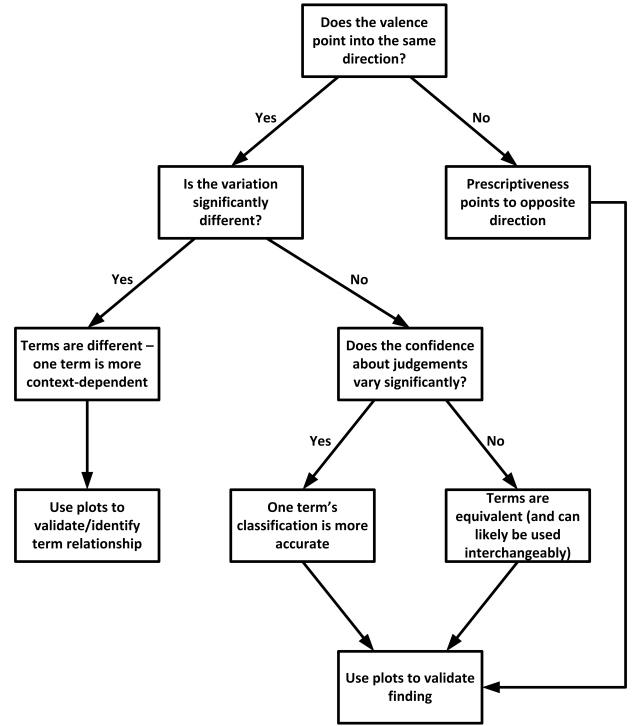 Does the valence
point into the same
direction?
Yes
No
Is the variation
significantly
different?
Prescriptiveness
points to opposite
direction
Yes
No
Terms are different –
one term is more
context-dependent
Does the confidence
about judgements
vary significantly?
Yes
No
Use plots to
validate/identify
term relationship
One term's
classification is more
accurate
Terms are
equivalent (and can
likely be used
interchangeably)
Use plots to validate
finding